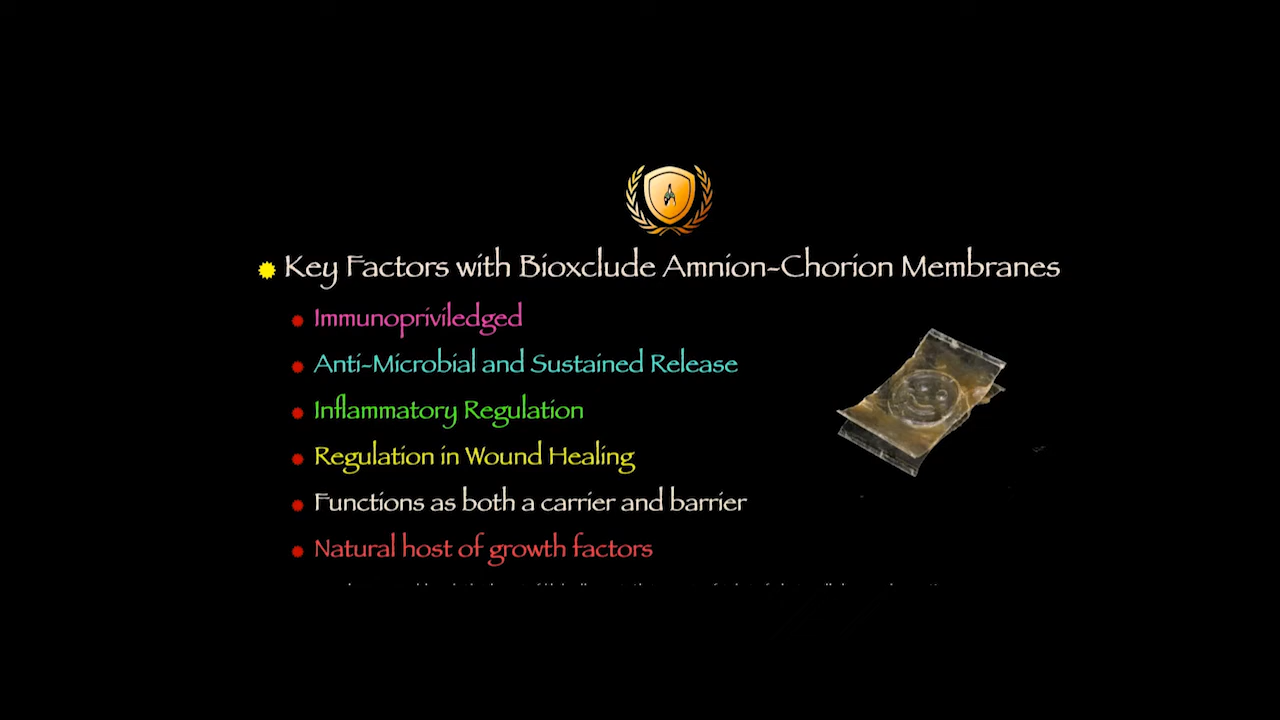 Key Factors with Bioxclude Amnion-Chorion Membranes
Immunopriviledged
Anti-Microbial and Sustained Release
Inflammatory Regulation
Regulation in Wound Healing
Functions as both a carrier and barrier
Natural host of growth factors